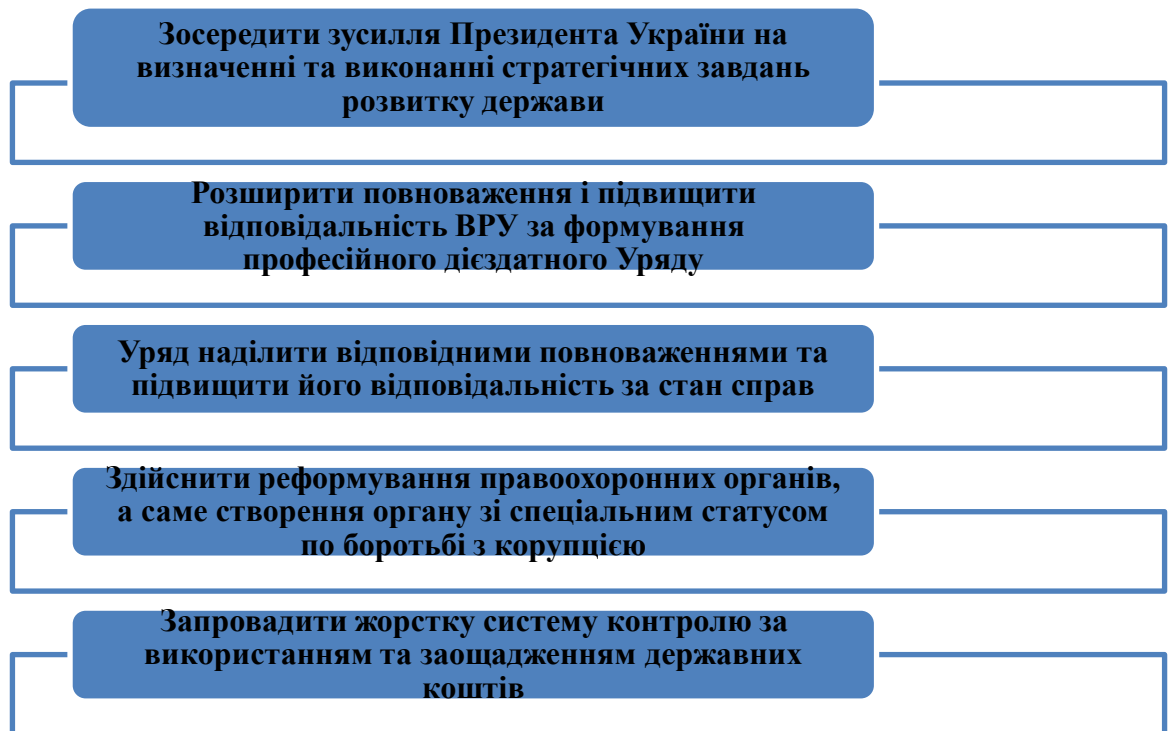 Зосередити зусилля Президента України на
визначенні та виконанні стратегічних завдань
розвитку держави
Розширити повноваження і підвищити
відповідальність ВРУ за формування
професійного дієздатного Уряду
Уряд наділити відповідними повноваженнями та
підвищити його відповідальність за стан справ
Здійснити реформування правоохоронних органів,
а саме створення органу зі спеціальним статусом
по боротьбі з корупцією
Запровадити жорстку систему контролю за
використанням та заощадженням державних
коштів